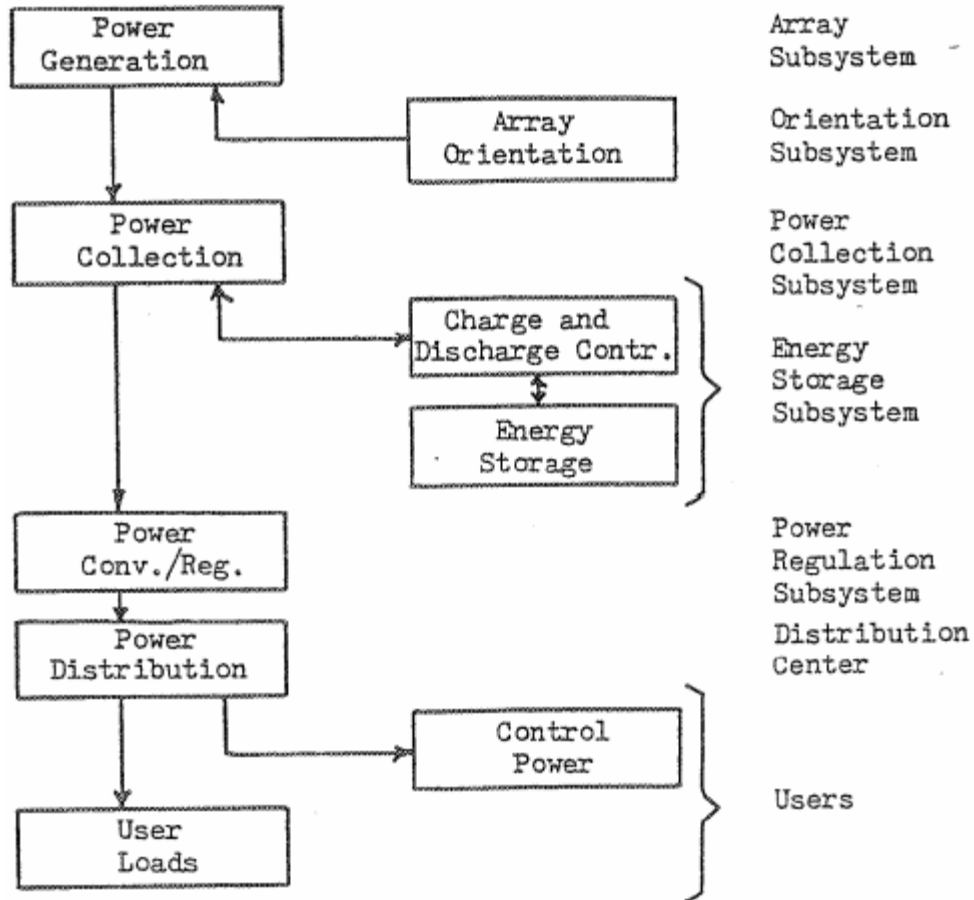 Power
Generation
Array
Subsystem
Array
Orientation
Orientation
Subsystem
Power
Collection
Power
Collection
Subsystem
Charge and
Discharge Contr.
Energy
Storage
Energy
Storage
Subsystem
Power
Conv./Reg.
Power
Regulation
Subsystem
Power
Distribution
Distribution
Center
Control
Power
Users
User
Loads